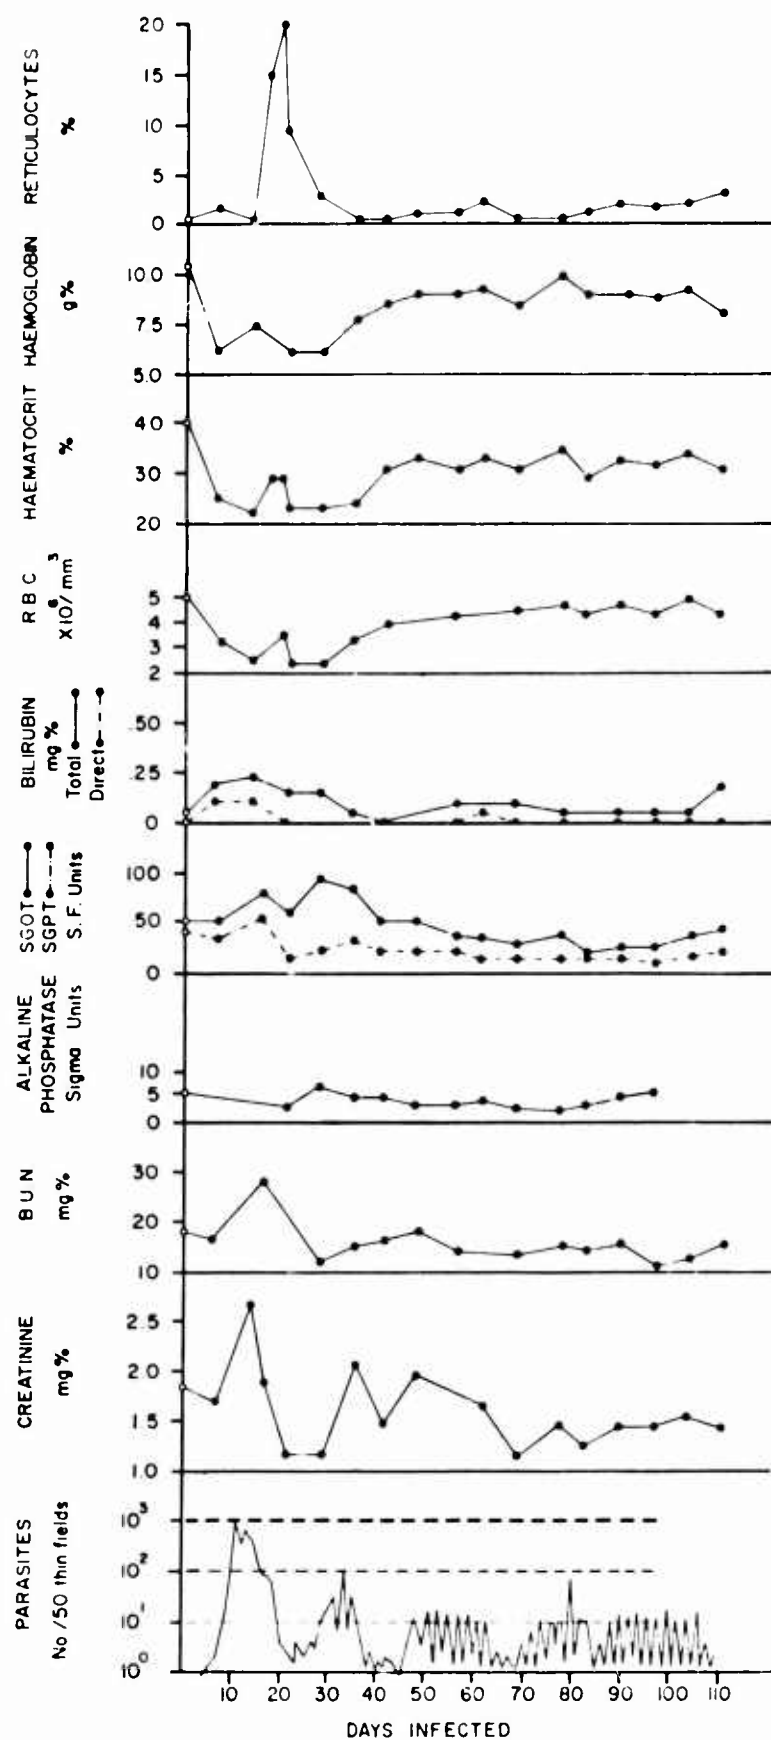 RETICULOCYTES
%
20
15
10
5
0
HAEMOGLOBIN
g%
10.0
7.5
5.0
HAEMATOCRIT
%
40
30
20
RBC
X10⁶/mm³
5
4
3
2
BILIRUBIN
mg%
Total
Direct
.50
.25
0
SGOT
SGPT
S.F. Units
100
50
0
ALKALINE
PHOSPHATASE
Sigma Units
10
5
0
BUN
mg%
30
20
10
CREATININE
mg%
2.5
2.0
1.5
1.0
PARASITES
No /50 thin fields
10³
10²
10¹
10⁰
10 20 30 40 50 60 70 80 90 100 110
DAYS INFECTED